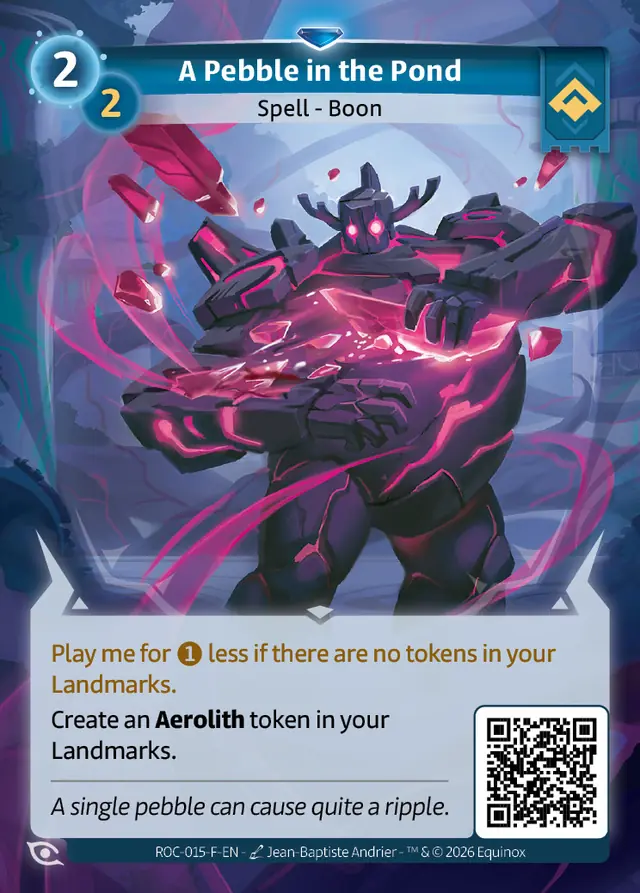 2
A Pebble in the Pond
2
Spell - Boon
Play me for 1 less if there are no tokens in your
Landmarks.
Create an Aerolith token in your
Landmarks.
A single pebble can cause quite a ripple.
ROC-015-F-EN - Jean-Baptiste Andrier - ™ & © 2026 Equinox